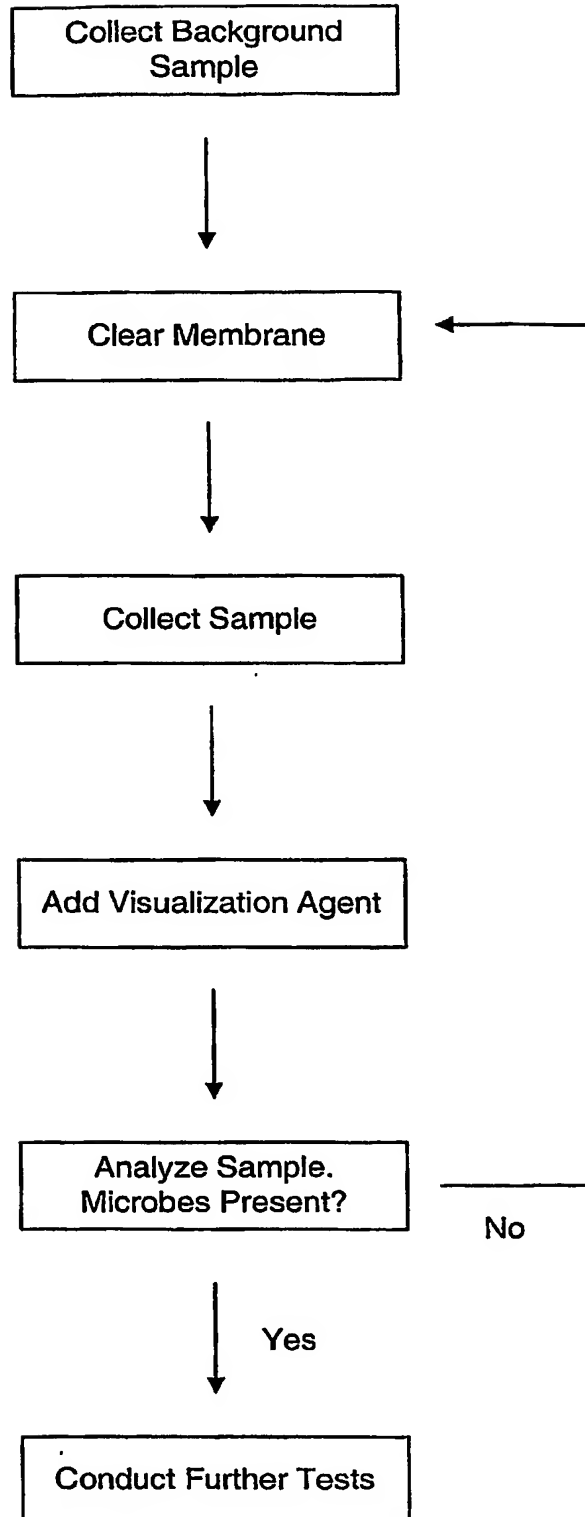 Collect Background
Sample
Clear Membrane
Collect Sample
Add Visualization Agent
Analyze Sample.
Microbes Present?
No
Yes
Conduct Further Tests